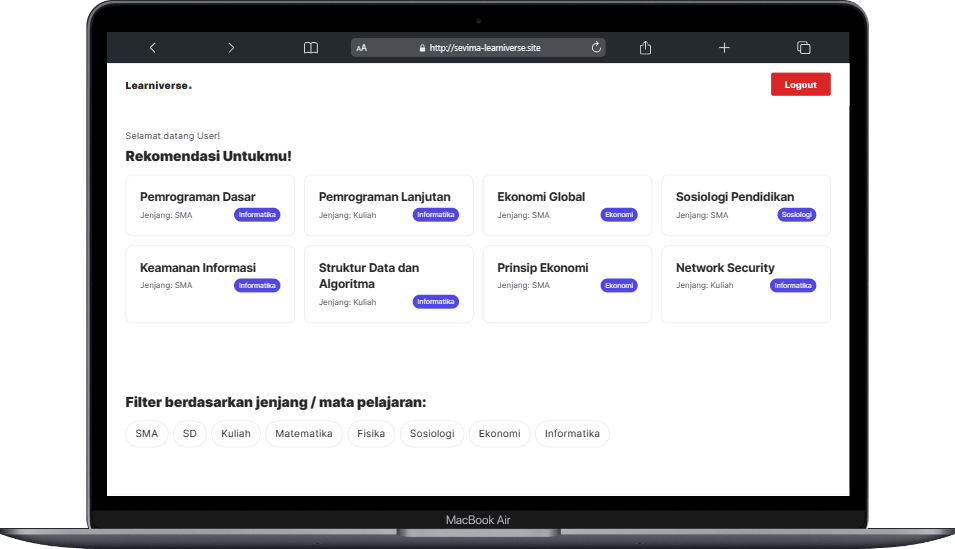 AA
http://sevima-learniverse.site
Learniverse.
Logout
Selamat datang User!
Rekomendasi Untukmu!
Pemrograman Dasar
Jenjang: SMA
Informatika
Pemrograman Lanjutan
Jenjang: Kuliah
Informatika
Ekonomi Global
Jenjang: SMA
Ekonomi
Sosiologi Pendidikan
Jenjang: SMA
Sosiologi
Keamanan Informasi
Jenjang: SMA
Informatika
Struktur Data dan
Algoritma
Jenjang: Kuliah
Informatika
Prinsip Ekonomi
Jenjang: SMA
Ekonomi
Network Security
Jenjang: Kuliah
Informatika
Filter berdasarkan jenjang / mata pelajaran:
SMA SD Kuliah Matematika Fisika Sosiologi Ekonomi Informatika
MacBook Air